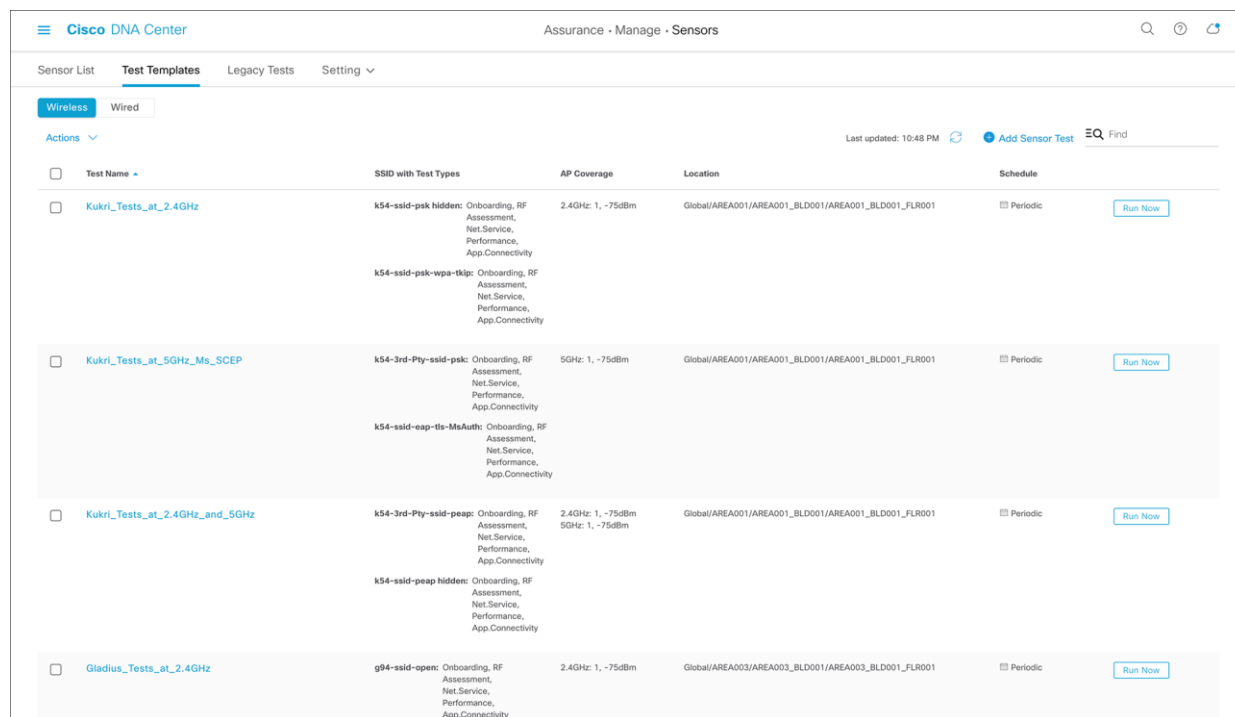 Cisco DNA Center
Assurance • Manage • Sensors
Sensor List Test Templates Legacy Tests Setting
Wireless Wired
Actions
Last updated: 10:48 PM
Add Sensor Test
Find
Test Name SSID with Test Types AP Coverage Location Schedule
Kukri_Tests_at_2.4GHz k54-ssid-psk hidden: Onboarding, RF 2.4GHz: 1, -75dBm Global/AREA001/AREA001_BLD001/AREA001_BLD001_FLR001 Periodic Run Now
Assessment,
Net.Service,
Performance,
App.Connectivity
k54-ssid-psk-wpa-tkip: Onboarding, RF
Assessment,
Net.Service,
Performance,
App.Connectivity
Kukri_Tests_at_5GHz_Ms_SCEP k54-3rd-Pty-ssid-psk: Onboarding, RF 5GHz: 1, -75dBm Global/AREA001/AREA001_BLD001/AREA001_BLD001_FLR001 Periodic Run Now
Assessment,
Net.Service,
Performance,
App.Connectivity
k54-ssid-eap-tls-MsAuth: Onboarding, RF
Assessment,
Net.Service,
Performance,
App.Connectivity
Kukri_Tests_at_2.4GHz_and_5GHz k54-3rd-Pty-ssid-peap: Onboarding, RF 2.4GHz: 1, -75dBm Global/AREA001/AREA001_BLD001/AREA001_BLD001_FLR001 Periodic Run Now
Assessment, 5GHz: 1, -75dBm
Net.Service,
Performance,
App.Connectivity
k54-ssid-peap hidden: Onboarding, RF
Assessment,
Net.Service,
Performance,
App.Connectivity
Gladius_Tests_at_2.4GHz g94-ssid-open: Onboarding, RF 2.4GHz: 1, -75dBm Global/AREA003/AREA003_BLD001/AREA003_BLD001_FLR001 Periodic Run Now
Assessment,
Net.Service,
Performance,
App.Connectivity